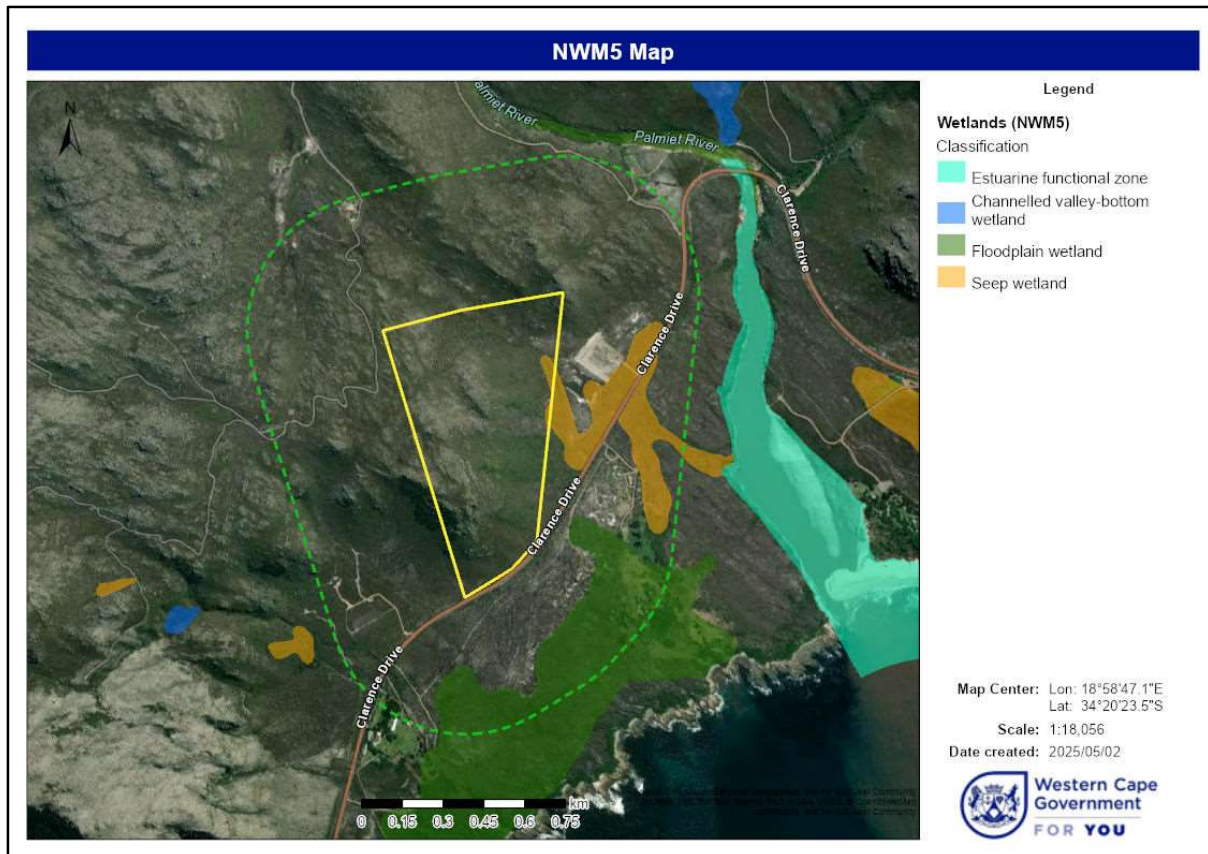 NWM5 Map
N
almiet River
Palmiet River
Clarence Drive
Clarence Drive
Clarence Drive
Clarence Drive
km
0 0.15 0.3 0.45 0.6 0.75
Legend
Wetlands (NWM5)
Classification
Estuarine functional zone
Channelled valley-bottom
wetland
Floodplain wetland
Seep wetland
Map Center: Lon: 18°58'47.1"E
Lat: 34°20'23.5"S
Scale: 1:18,056
Date created: 2025/05/02
Western Cape
Government
FOR YOU